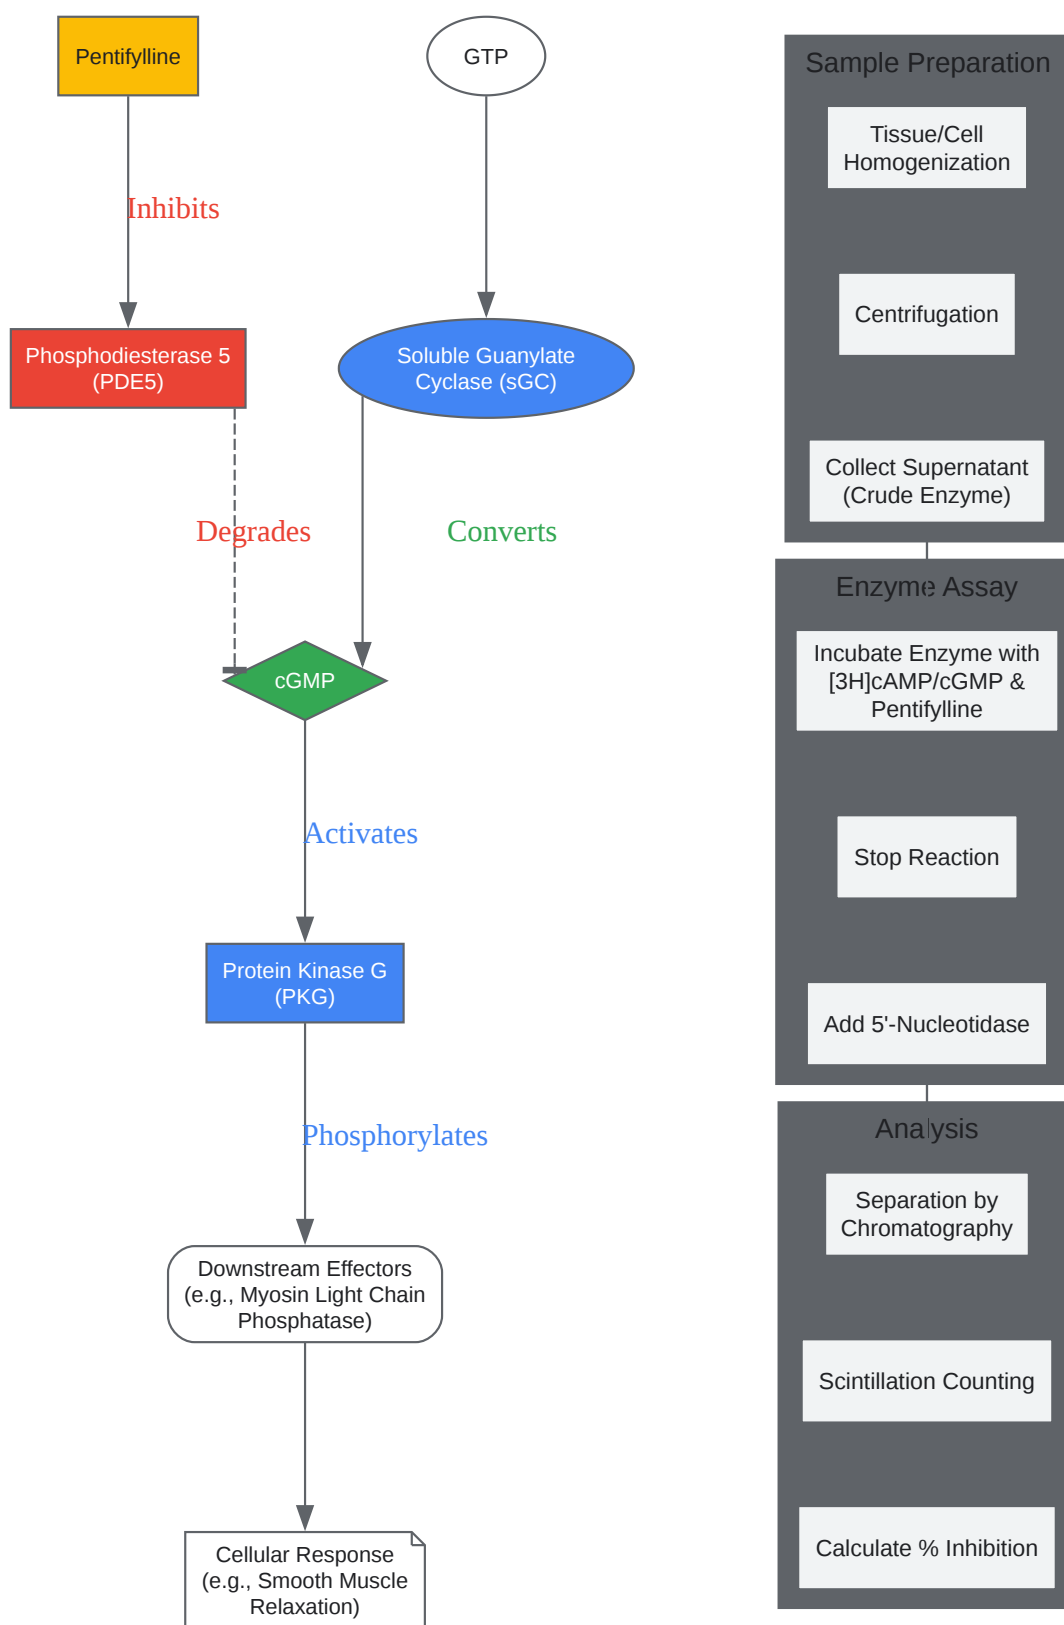 Pentifylline
GTP
Inhibits
Phosphodiesterase 5
(PDE5)
Soluble Guanylate
Cyclase (sGC)
Degrades
Converts
cGMP
Activates
Protein Kinase G
(PKG)
Phosphorylates
Downstream Effectors
(e.g., Myosin Light Chain
Phosphatase)
Cellular Response
(e.g., Smooth Muscle
Relaxation)
Sample Preparation
Tissue/Cell
Homogenization
Centrifugation
Collect Supernatant
(Crude Enzyme)
Enzyme Assay
Incubate Enzyme with
[3H]cAMP/cGMP &
Pentifylline
Stop Reaction
Add 5'-Nucleotidase
Analysis
Separation by
Chromatography
Scintillation Counting
Calculate % Inhibition